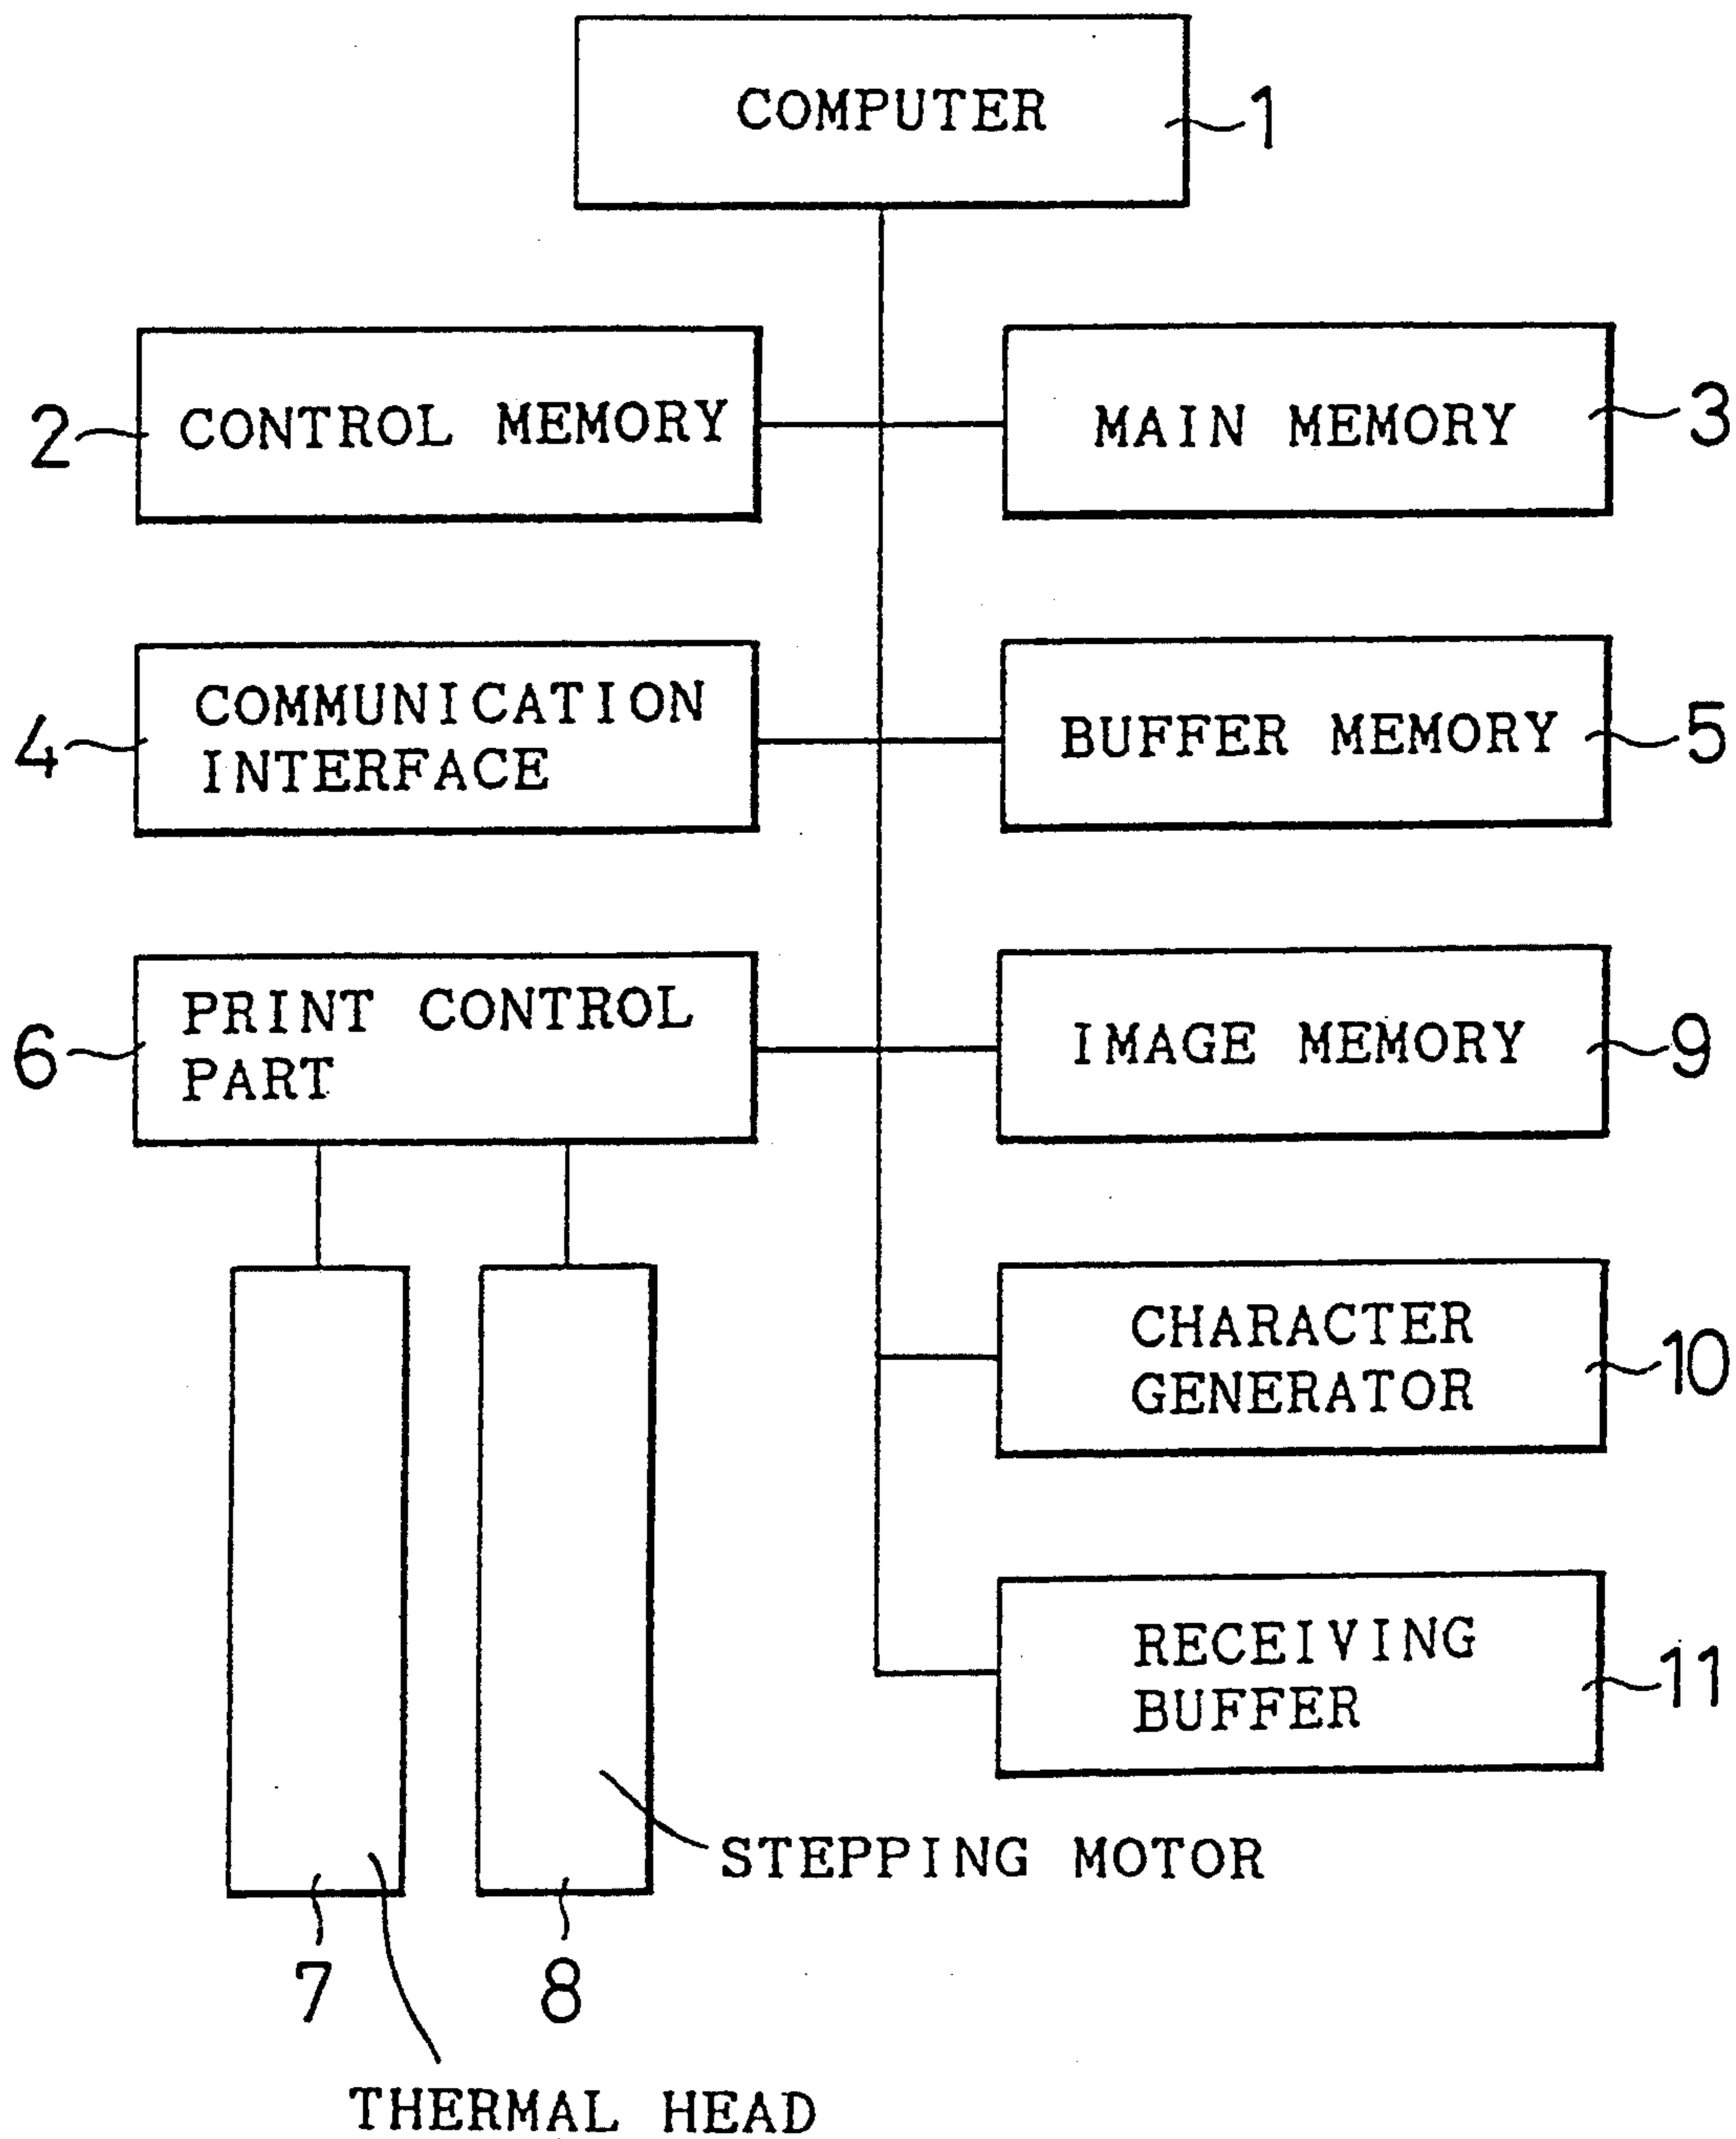 COMPUTER
1
2
CONTROL MEMORY
MAIN MEMORY
3
4
COMMUNICATION
INTERFACE
BUFFER MEMORY
5
6
PRINT CONTROL
PART
IMAGE MEMORY
9
CHARACTER
GENERATOR
10
RECEIVING
BUFFER
11
STEPPING MOTOR
7
8
THERMAL HEAD